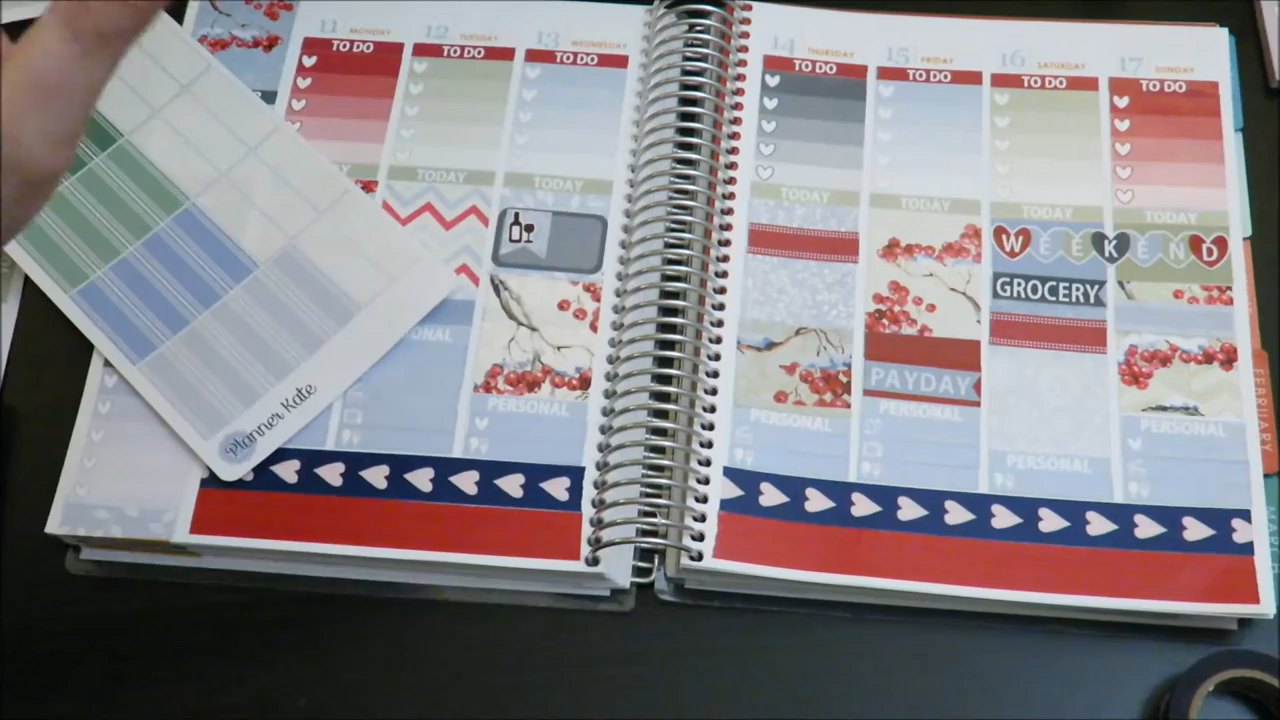 11 MONDAY
12 TUESDAY
13 WEDNESDAY
14 THURSDAY
15 FRIDAY
16 SATURDAY
17 SUNDAY
TO DO
TO DO
TO DO
TO DO
TO DO
TO DO
TO DO
TODAY
TODAY
TODAY
TODAY
TODAY
TODAY
WEEKEND
GROCERY
PAYDAY
PERSONAL
PERSONAL
PERSONAL
PERSONAL
PERSONAL
Planner Kate
FEBRUARY